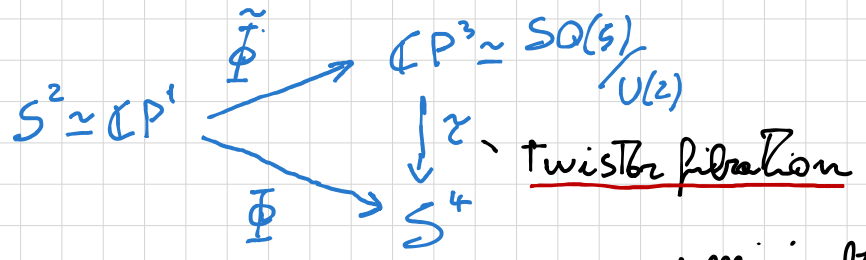 Φ̃
ℂP³ ≃ SO(5)/U(2)
S² ≃ ℂP¹
τ
twistor fibration
Φ
S⁴